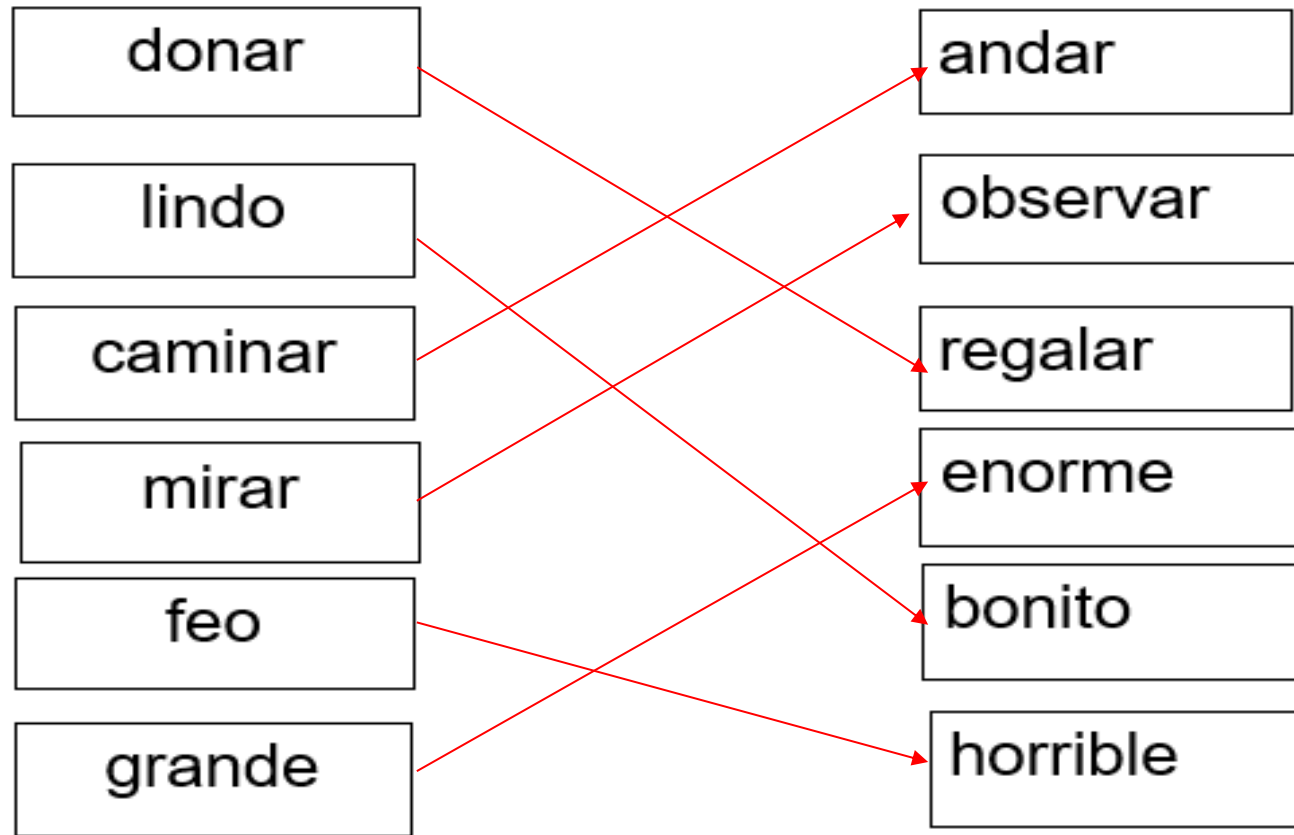 donar
andar
lindo
observar
caminar
regalar
mirar
enorme
feo
bonito
grande
horrible